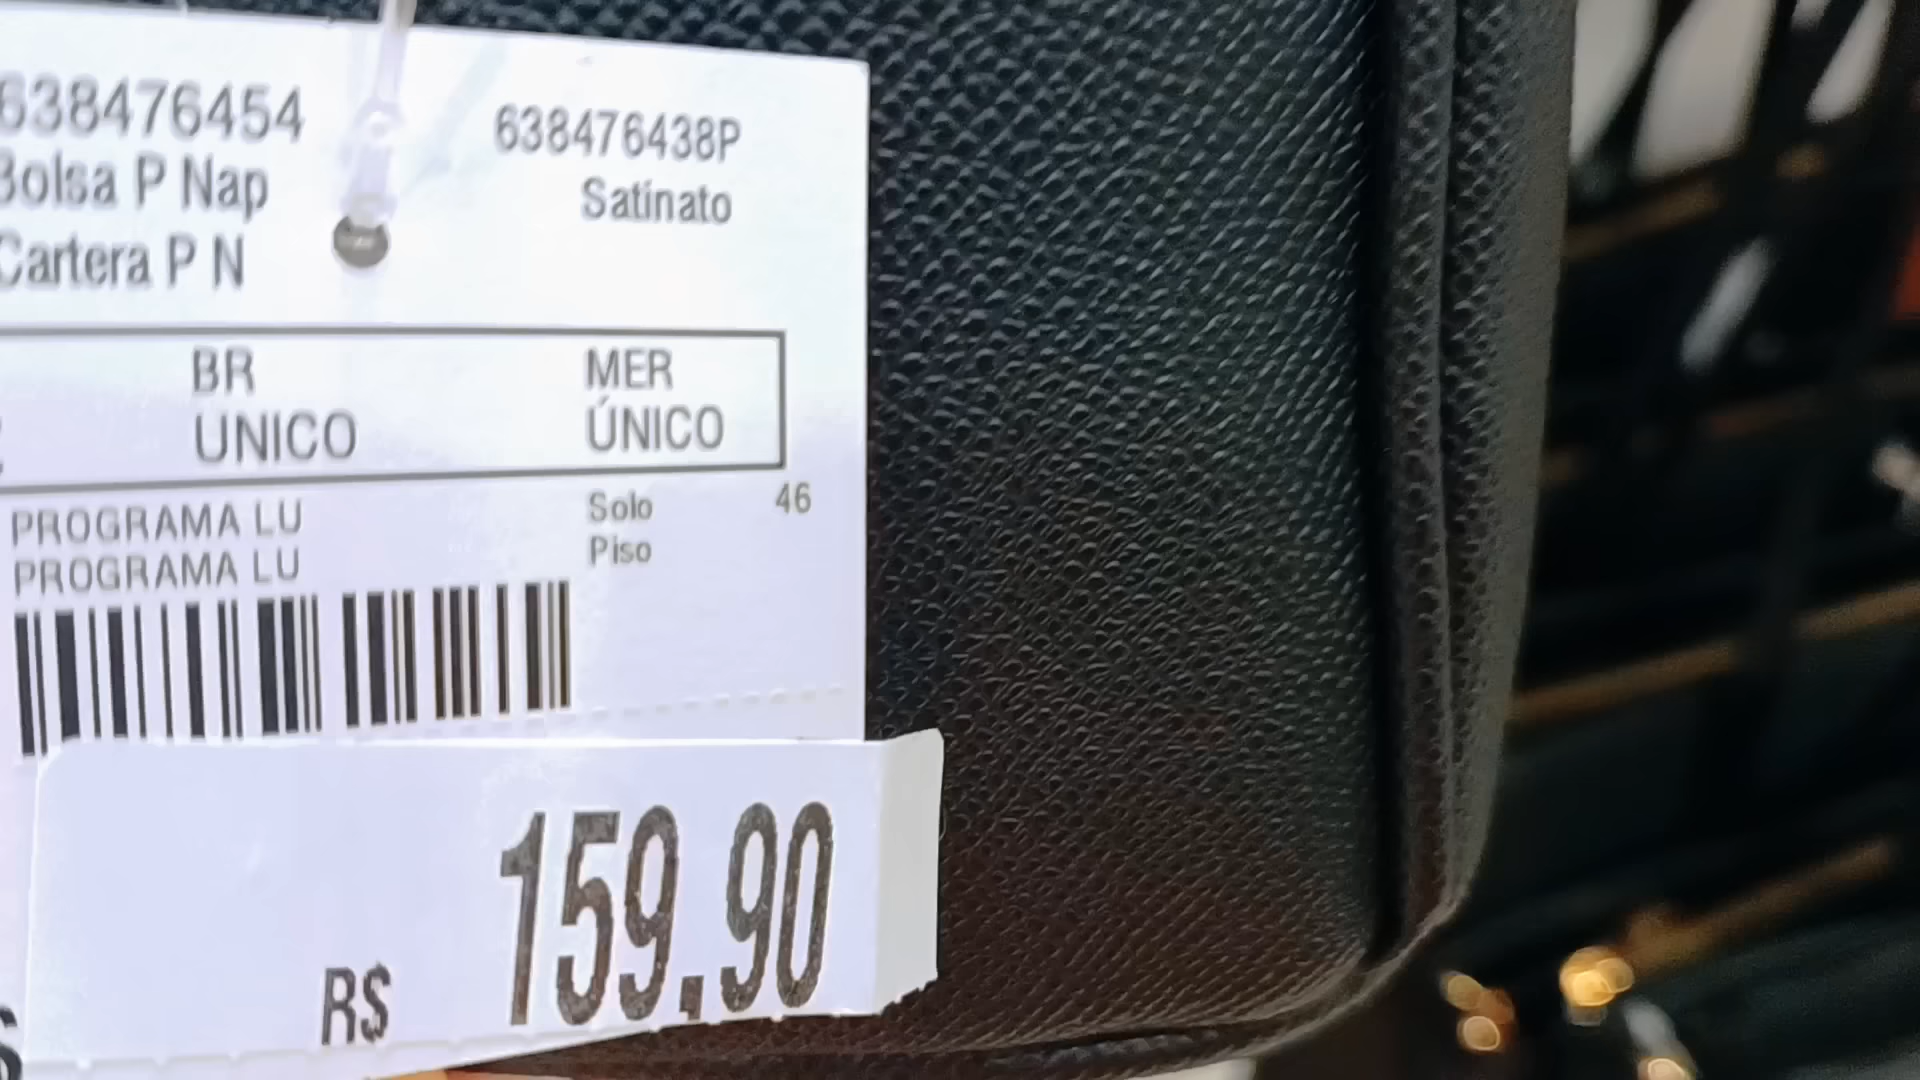 638476454 638476438P
Bolsa P Nap Satinato
Cartera P N
BR MER
UNICO ÚNICO
PROGRAMA LU Solo 46
PROGRAMA LU Piso
R$ 159.90